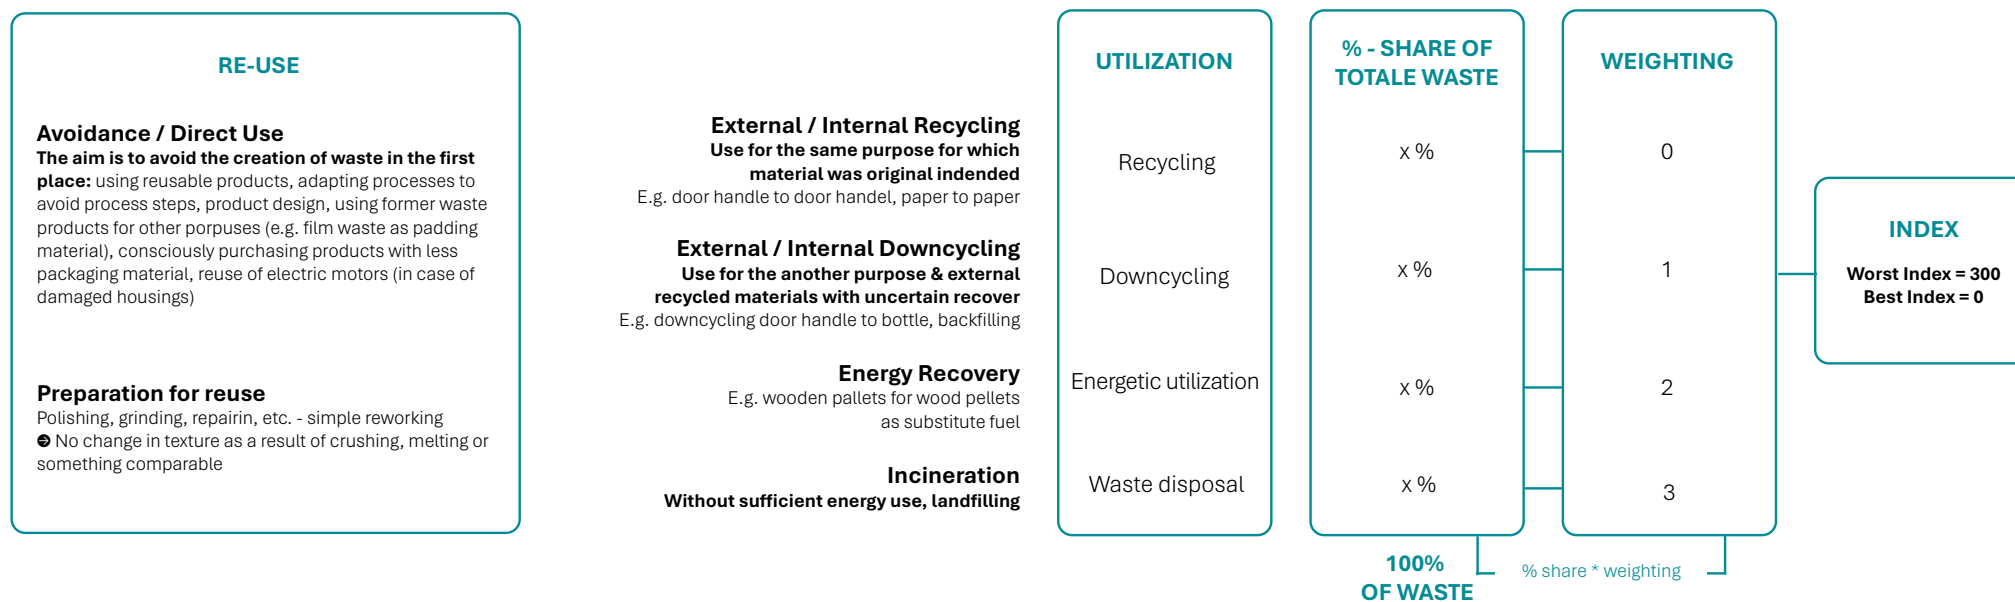 RE-USE
Avoidance / Direct Use
The aim is to avoid the creation of waste in the first
place: using reusable products, adapting processes to
avoid process steps, product design, using former waste
products for other porpuses (e.g. film waste as padding
material), consciously purchasing products with less
packaging material, reuse of electric motors (in case of
damaged housings)
Preparation for reuse
Polishing, grinding, repairin, etc. - simple reworking
➲ No change in texture as a result of crushing, melting or
something comparable
External / Internal Recycling
Use for the same purpose for which
material was original indended
E.g. door handle to door handel, paper to paper
External / Internal Downcycling
Use for the another purpose & external
recycled materials with uncertain recover
E.g. downcycling door handle to bottle, backfilling
Energy Recovery
E.g. wooden pallets for wood pellets
as substitute fuel
Incineration
Without sufficient energy use, landfilling
UTILIZATION
Recycling
Downcycling
Energetic utilization
Waste disposal
% - SHARE OF
TOTALE WASTE
x %
x %
x %
x %
100%
OF WASTE
WEIGHTING
0
1
2
3
% share * weighting
INDEX
Worst Index = 300
Best Index = 0